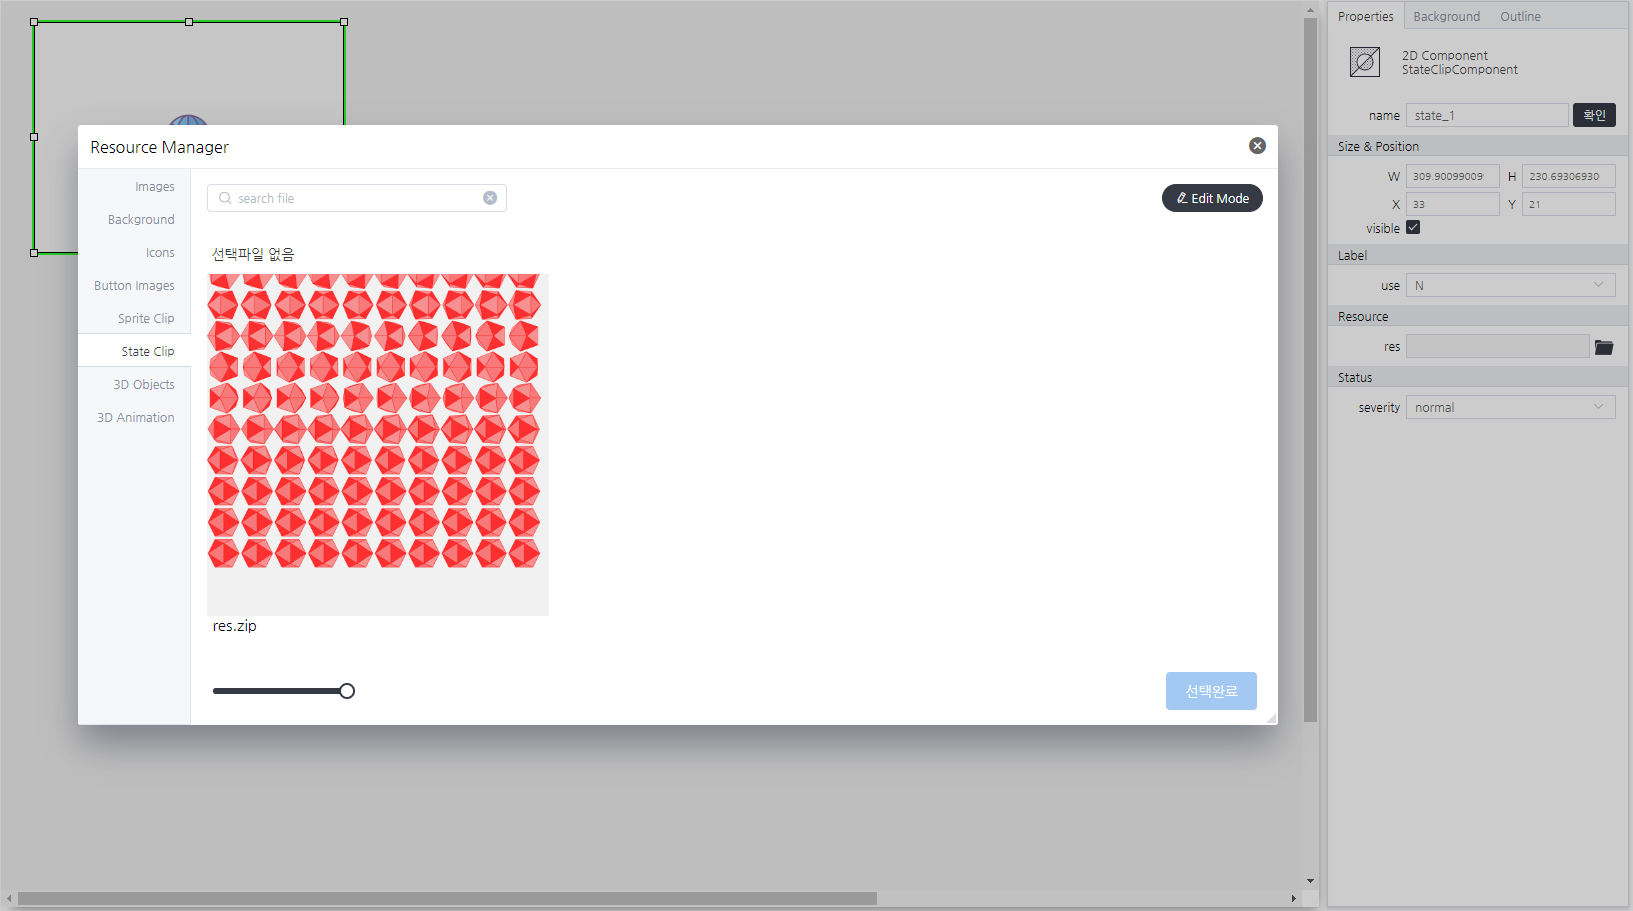 Properties
Background
Outline
2D Component
StateClipComponent
name
state_1
확인
Size & Position
W
309.90099009
H
230.69306930
X
33
Y
21
visible
Label
use
N
Resource
res
Status
severity
normal
Resource Manager
Images
Background
Icons
Button Images
Sprite Clip
State Clip
3D Objects
3D Animation
search file
Edit Mode
선택파일 없음
res.zip
선택완료